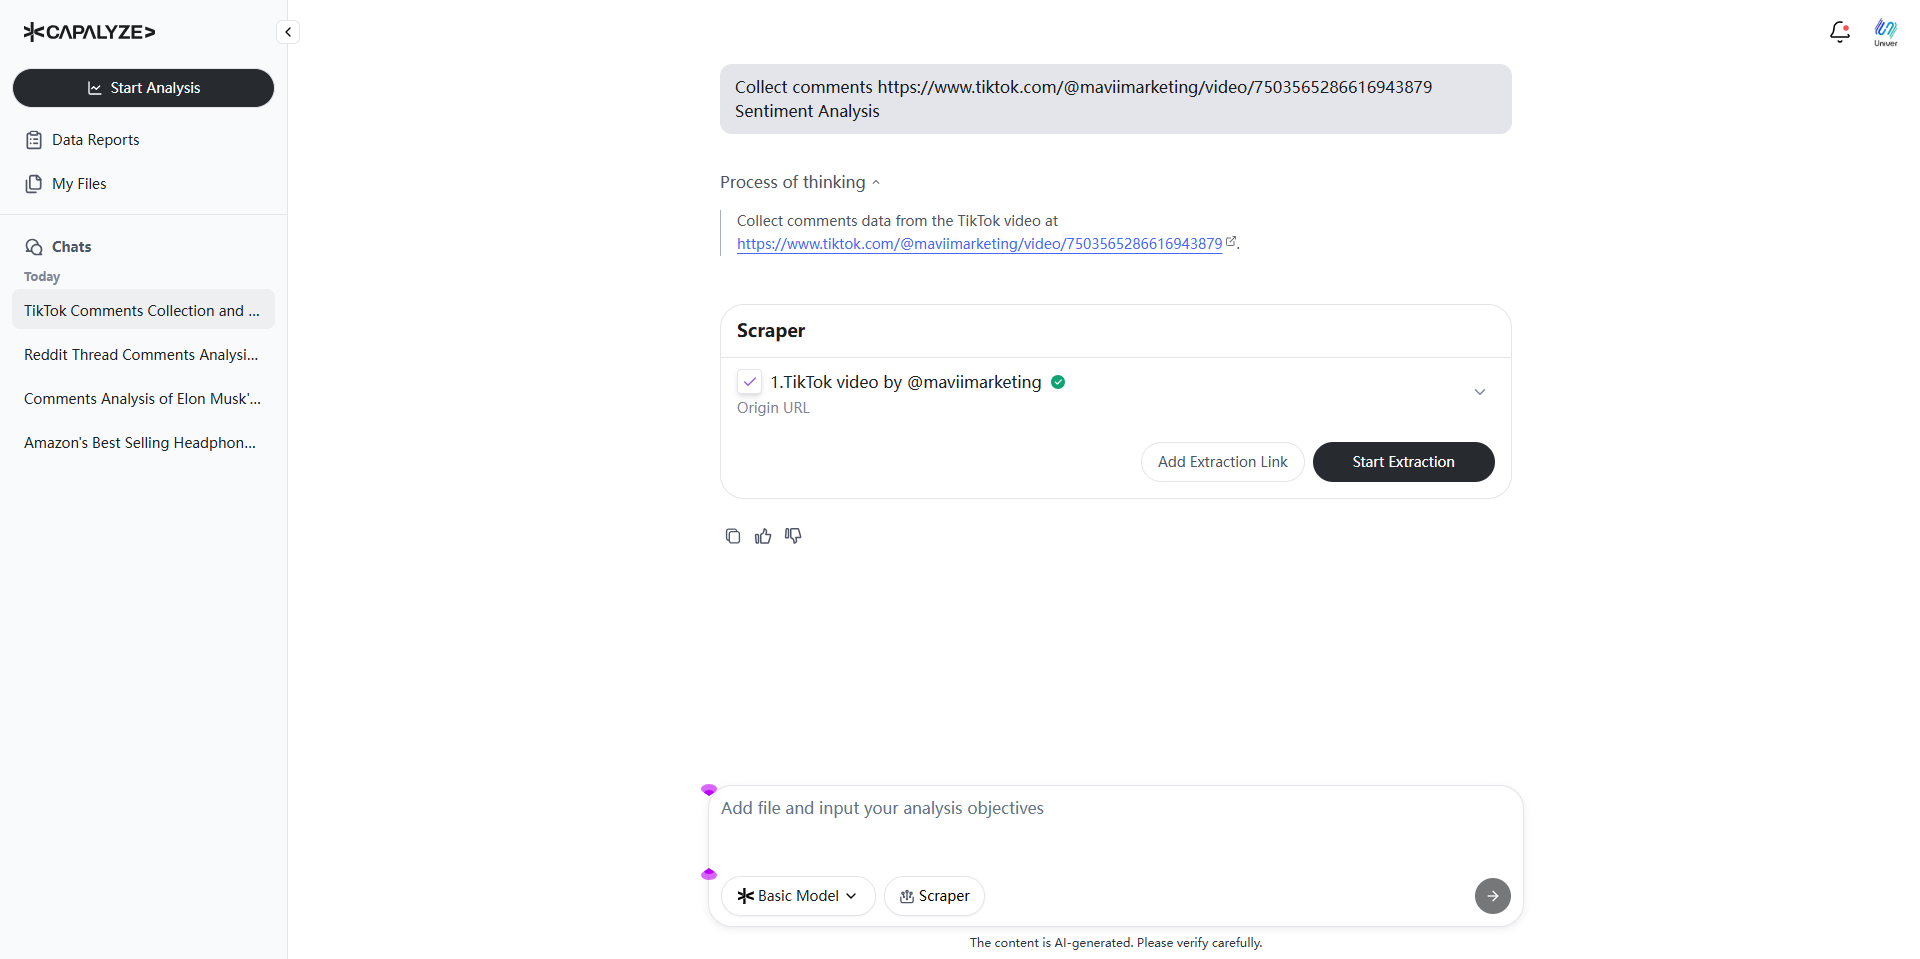 CAPALYZE
Start Analysis
Data Reports
My Files
Chats
Today
TikTok Comments Collection and ...
Reddit Thread Comments Analysi...
Comments Analysis of Elon Musk'...
Amazon's Best Selling Headphon...
Univer
Collect comments https://www.tiktok.com/@maviimarketing/video/7503565286616943879
Sentiment Analysis
Process of thinking
Collect comments data from the TikTok video at
https://www.tiktok.com/@maviimarketing/video/7503565286616943879.
Scraper
1.TikTok video by @maviimarketing
Origin URL
Add Extraction Link
Start Extraction
Add file and input your analysis objectives
Basic Model
Scraper
The content is AI-generated. Please verify carefully.